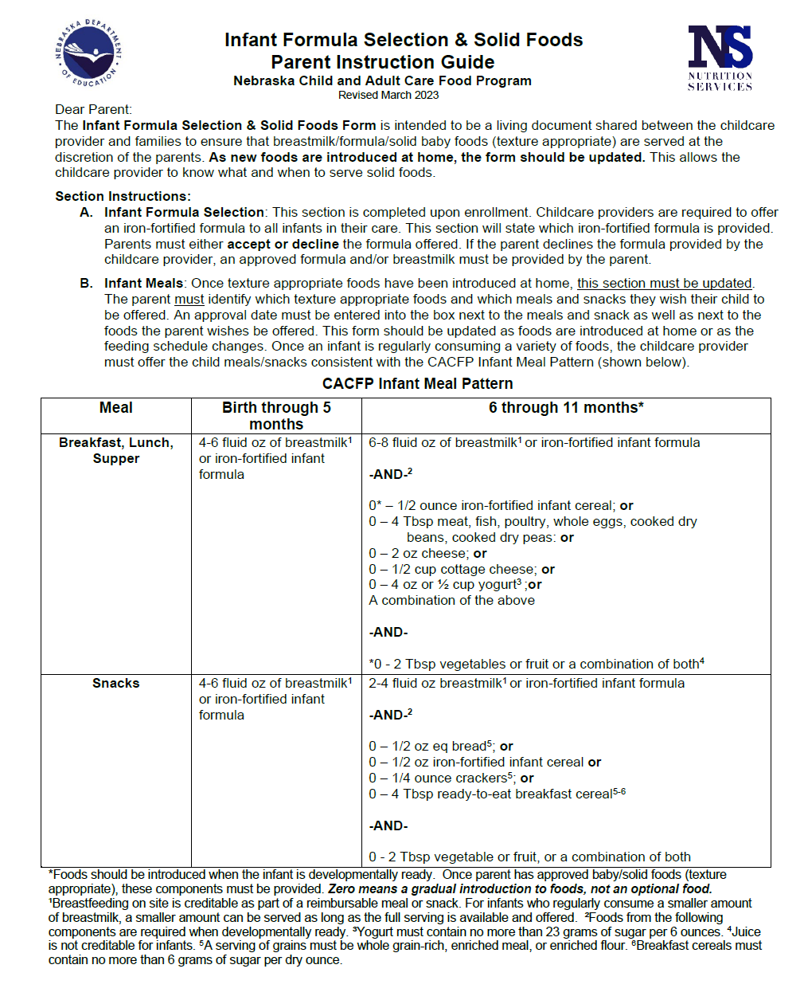 NEBRASKA DEPARTMENT
• OF EDUCATION •
Infant Formula Selection & Solid Foods
Parent Instruction Guide
Nebraska Child and Adult Care Food Program
Revised March 2023
NS
NUTRITION
SERVICES
Dear Parent:
The Infant Formula Selection & Solid Foods Form is intended to be a living document shared between the childcare
provider and families to ensure that breastmilk/formula/solid baby foods (texture appropriate) are served at the
discretion of the parents. As new foods are introduced at home, the form should be updated. This allows the
childcare provider to know what and when to serve solid foods.
Section Instructions:
A. Infant Formula Selection: This section is completed upon enrollment. Childcare providers are required to offer
an iron-fortified formula to all infants in their care. This section will state which iron-fortified formula is provided.
Parents must either accept or decline the formula offered. If the parent declines the formula provided by the
childcare provider, an approved formula and/or breastmilk must be provided by the parent.
B. Infant Meals: Once texture appropriate foods have been introduced at home, this section must be updated.
The parent must identify which texture appropriate foods and which meals and snacks they wish their child to
be offered. An approval date must be entered into the box next to the meals and snack as well as next to the
foods the parent wishes be offered. This form should be updated as foods are introduced at home or as the
feeding schedule changes. Once an infant is regularly consuming a variety of foods, the childcare provider
must offer the child meals/snacks consistent with the CACFP Infant Meal Pattern (shown below).
CACFP Infant Meal Pattern
Meal
Birth through 5
months
6 through 11 months*
Breakfast, Lunch,
Supper
4-6 fluid oz of breastmilk¹
or iron-fortified infant
formula
6-8 fluid oz of breastmilk¹ or iron-fortified infant formula
-AND-²
0* – 1/2 ounce iron-fortified infant cereal; or
0 – 4 Tbsp meat, fish, poultry, whole eggs, cooked dry
beans, cooked dry peas: or
0 – 2 oz cheese; or
0 – 1/2 cup cottage cheese; or
0 – 4 oz or ½ cup yogurt³ ;or
A combination of the above
-AND-
*0 - 2 Tbsp vegetables or fruit or a combination of both⁴
Snacks
4-6 fluid oz of breastmilk¹
or iron-fortified infant
formula
2-4 fluid oz breastmilk¹ or iron-fortified infant formula
-AND-²
0 – 1/2 oz eq bread⁵; or
0 – 1/2 oz iron-fortified infant cereal or
0 – 1/4 ounce crackers⁵; or
0 – 4 Tbsp ready-to-eat breakfast cereal⁵⁻⁶
-AND-
0 - 2 Tbsp vegetable or fruit, or a combination of both
*Foods should be introduced when the infant is developmentally ready. Once parent has approved baby/solid foods (texture
appropriate), these components must be provided. Zero means a gradual introduction to foods, not an optional food.
¹Breastfeeding on site is creditable as part of a reimbursable meal or snack. For infants who regularly consume a smaller amount
of breastmilk, a smaller amount can be served as long as the full serving is available and offered. ²Foods from the following
components are required when developmentally ready. ³Yogurt must contain no more than 23 grams of sugar per 6 ounces. ⁴Juice
is not creditable for infants. ⁵A serving of grains must be whole grain-rich, enriched meal, or enriched flour. ⁶Breakfast cereals must
contain no more than 6 grams of sugar per dry ounce.